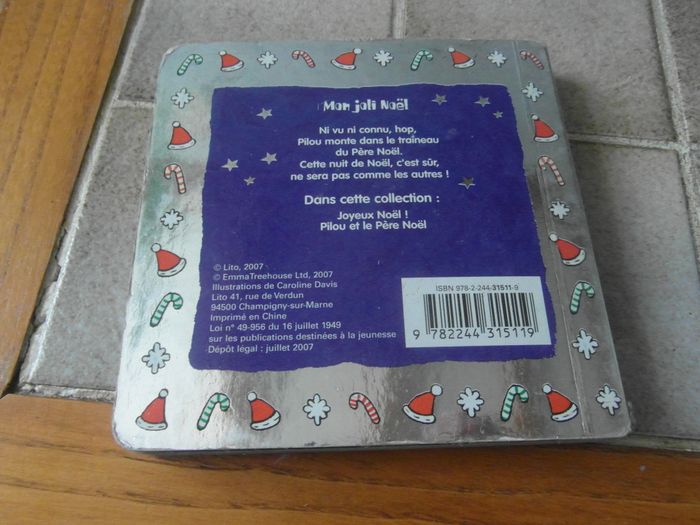 Mon joli Noël
Ni vu ni connu, hop,
Pilou monte dans le traîneau
du Père Noël.
Cette nuit de Noël, c'est sûr,
ne sera pas comme les autres !
Dans cette collection :
Joyeux Noël !
Pilou et le Père Noël
© Lito, 2007
© EmmaTreehouse Ltd, 2007
Illustrations de Caroline Davis
Lito 41, rue de Verdun
94500 Champigny-sur-Marne
Imprimé en Chine
Loi n° 49-956 du 16 juillet 1949
sur les publications destinées à la jeunesse
Dépôt légal : juillet 2007
ISBN 978-2-244-31511-9
9 782244 315119